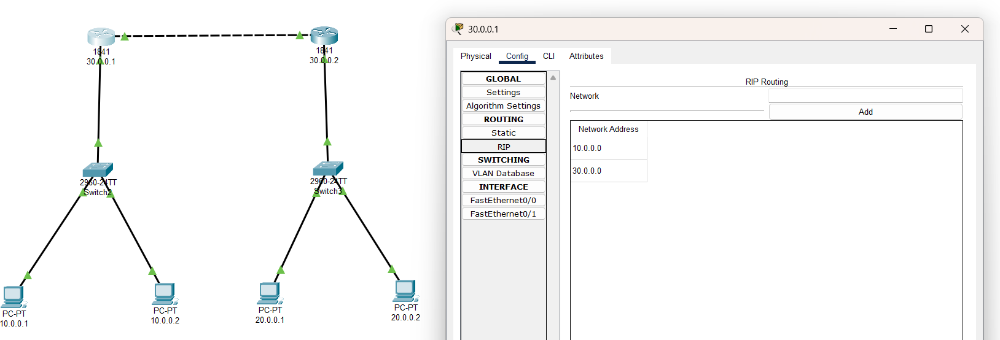 1841
30.0.0.1
1841
30.0.0.2
2960-24TT
Switch2
2960-24TT
Switch3
PC-PT
10.0.0.1
PC-PT
10.0.0.2
PC-PT
20.0.0.1
PC-PT
20.0.0.2
30.0.0.1
Physical Config CLI Attributes
GLOBAL
Settings
Algorithm Settings
ROUTING
Static
RIP
SWITCHING
VLAN Database
INTERFACE
FastEthernet0/0
FastEthernet0/1
RIP Routing
Network
Add
Network Address
10.0.0.0
30.0.0.0